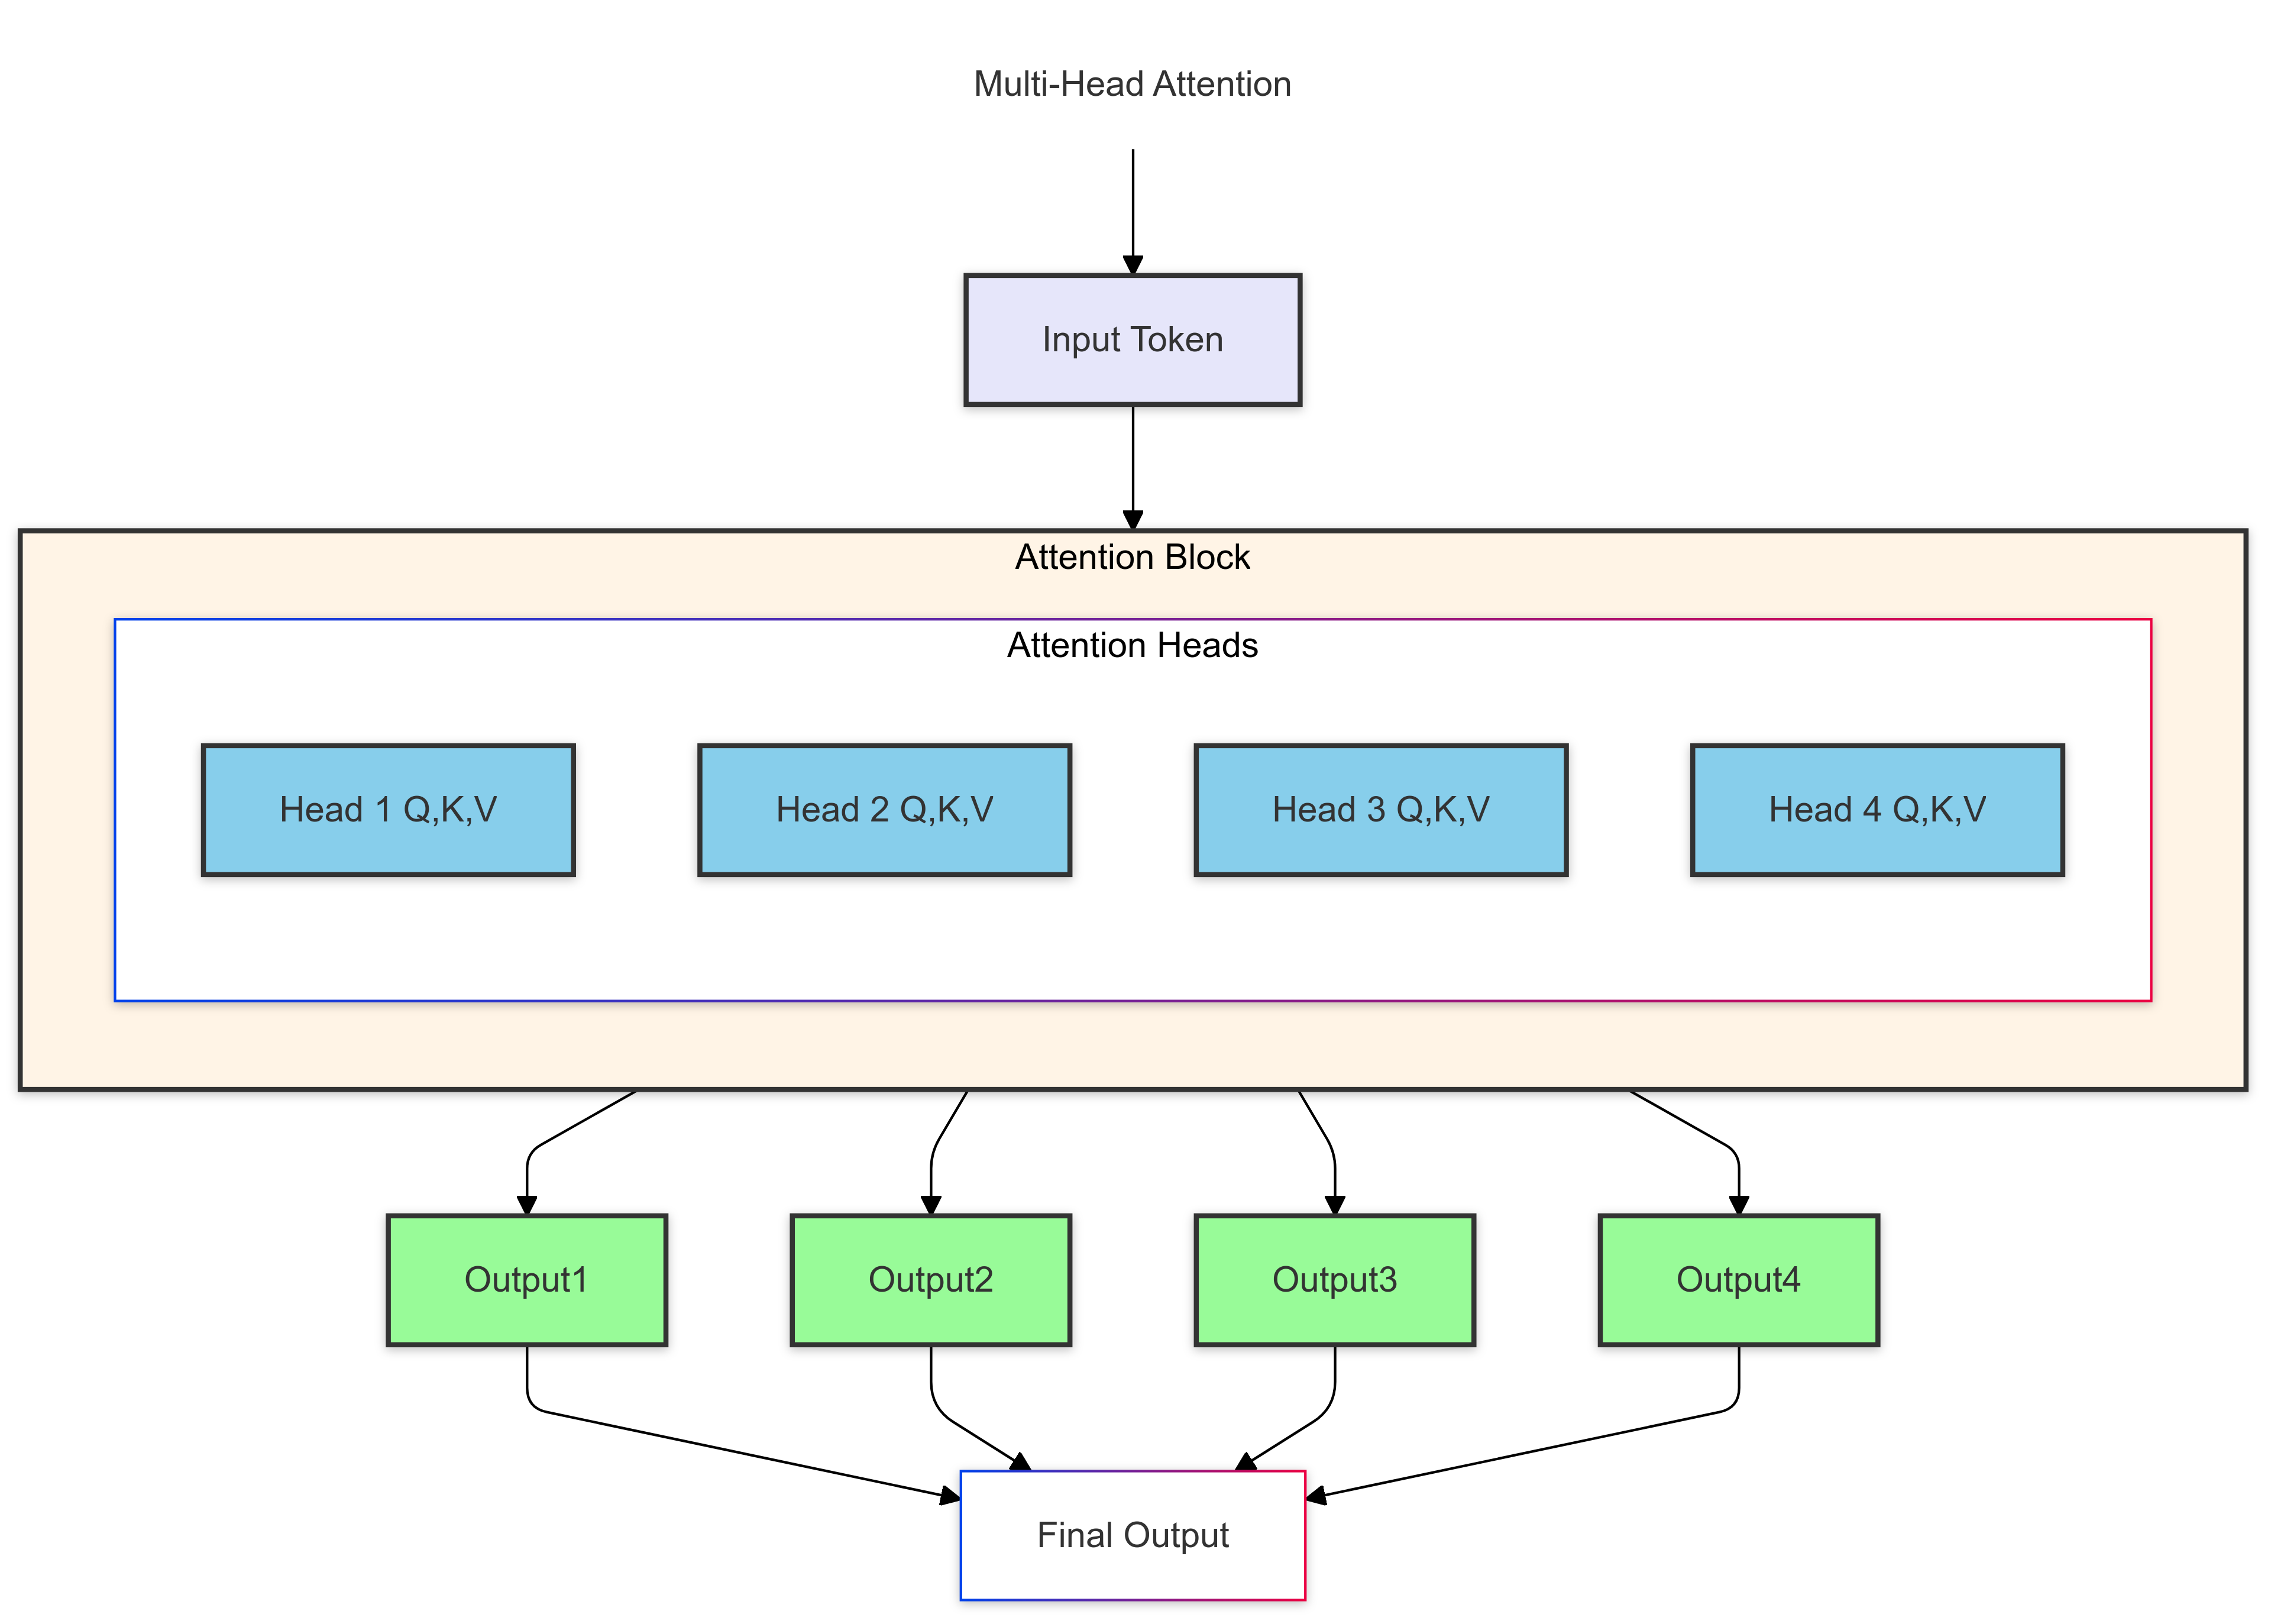 Multi-Head Attention
Input Token
Attention Block
Attention Heads
Head 1 Q,K,V
Head 2 Q,K,V
Head 3 Q,K,V
Head 4 Q,K,V
Output1
Output2
Output3
Output4
Final Output